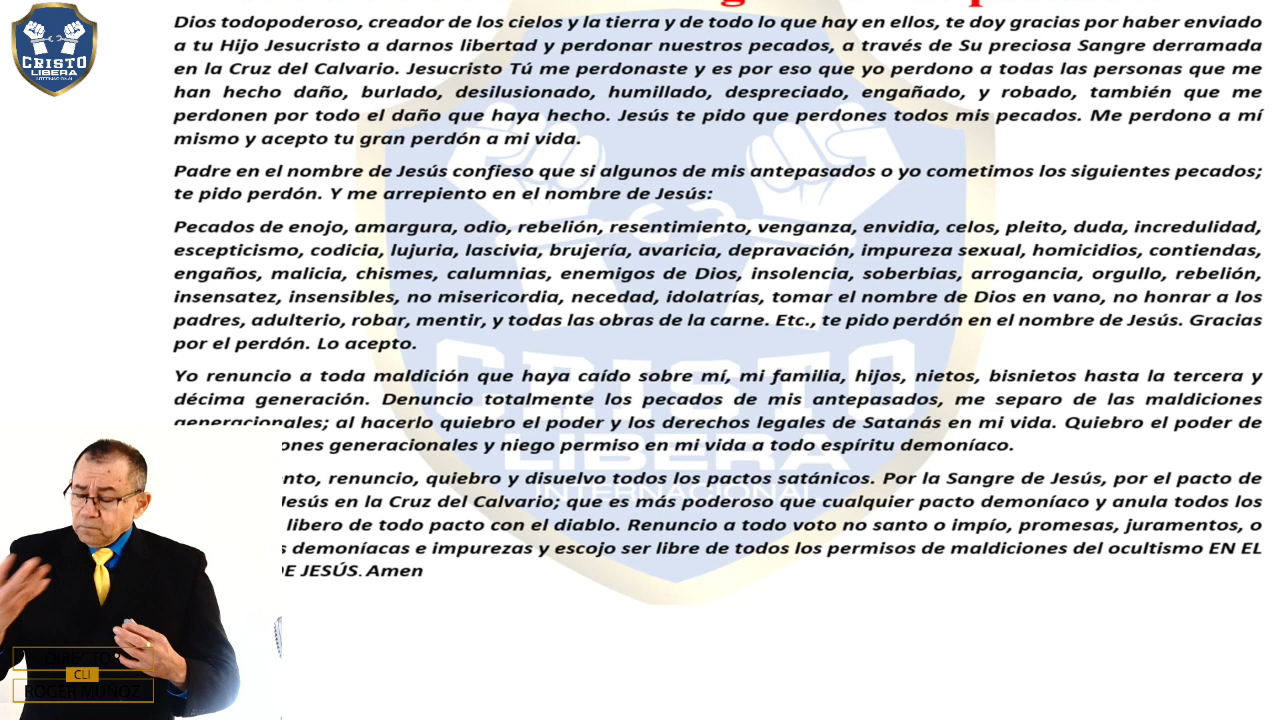 CRISTO
LIBERA
INTERNACIONAL
Dios todopoderoso, creador de los cielos y la tierra y de todo lo que hay en ellos, te doy gracias por haber enviado
a tu Hijo Jesucristo a darnos libertad y perdonar nuestros pecados, a través de Su preciosa Sangre derramada
en la Cruz del Calvario. Jesucristo Tú me perdonaste y es por eso que yo perdono a todas las personas que me
han hecho daño, burlado, desilusionado, humillado, despreciado, engañado, y robado, también que me
perdonen por todo el daño que haya hecho. Jesús te pido que perdones todos mis pecados. Me perdono a mí
mismo y acepto tu gran perdón a mi vida.
Padre en el nombre de Jesús confieso que si algunos de mis antepasados o yo cometimos los siguientes pecados;
te pido perdón. Y me arrepiento en el nombre de Jesús:
Pecados de enojo, amargura, odio, rebelión, resentimiento, venganza, envidia, celos, pleito, duda, incredulidad,
escepticismo, codicia, lujuria, lascivia, brujería, avaricia, depravación, impureza sexual, homicidios, contiendas,
engaños, malicia, chismes, calumnias, enemigos de Dios, insolencia, soberbias, arrogancia, orgullo, rebelión,
insensatez, insensibles, no misericordia, necedad, idolatrías, tomar el nombre de Dios en vano, no honrar a los
padres, adulterio, robar, mentir, y todas las obras de la carne. Etc., te pido perdón en el nombre de Jesús. Gracias
por el perdón. Lo acepto.
Yo renuncio a toda maldición que haya caído sobre mí, mi familia, hijos, nietos, bisnietos hasta la tercera y
décima generación. Denuncio totalmente los pecados de mis antepasados, me separo de las maldiciones
generacionales; al hacerlo quiebro el poder y los derechos legales de Satanás en mi vida. Quiebro el poder de
ones generacionales y niego permiso en mi vida a todo espíritu demoníaco.
nto, renuncio, quiebro y disuelvo todos los pactos satánicos. Por la Sangre de Jesús, por el pacto de
Jesús en la Cruz del Calvario; que es más poderoso que cualquier pacto demoníaco y anula todos los
libero de todo pacto con el diablo. Renuncio a todo voto no santo o impío, promesas, juramentos, o
s demoníacas e impurezas y escojo ser libre de todos los permisos de maldiciones del ocultismo EN EL
DE JESÚS. Amen
CRISTO
LIBERA
INTERNACIONAL
DIRECTOR
CLI
ROGER MUÑOZ